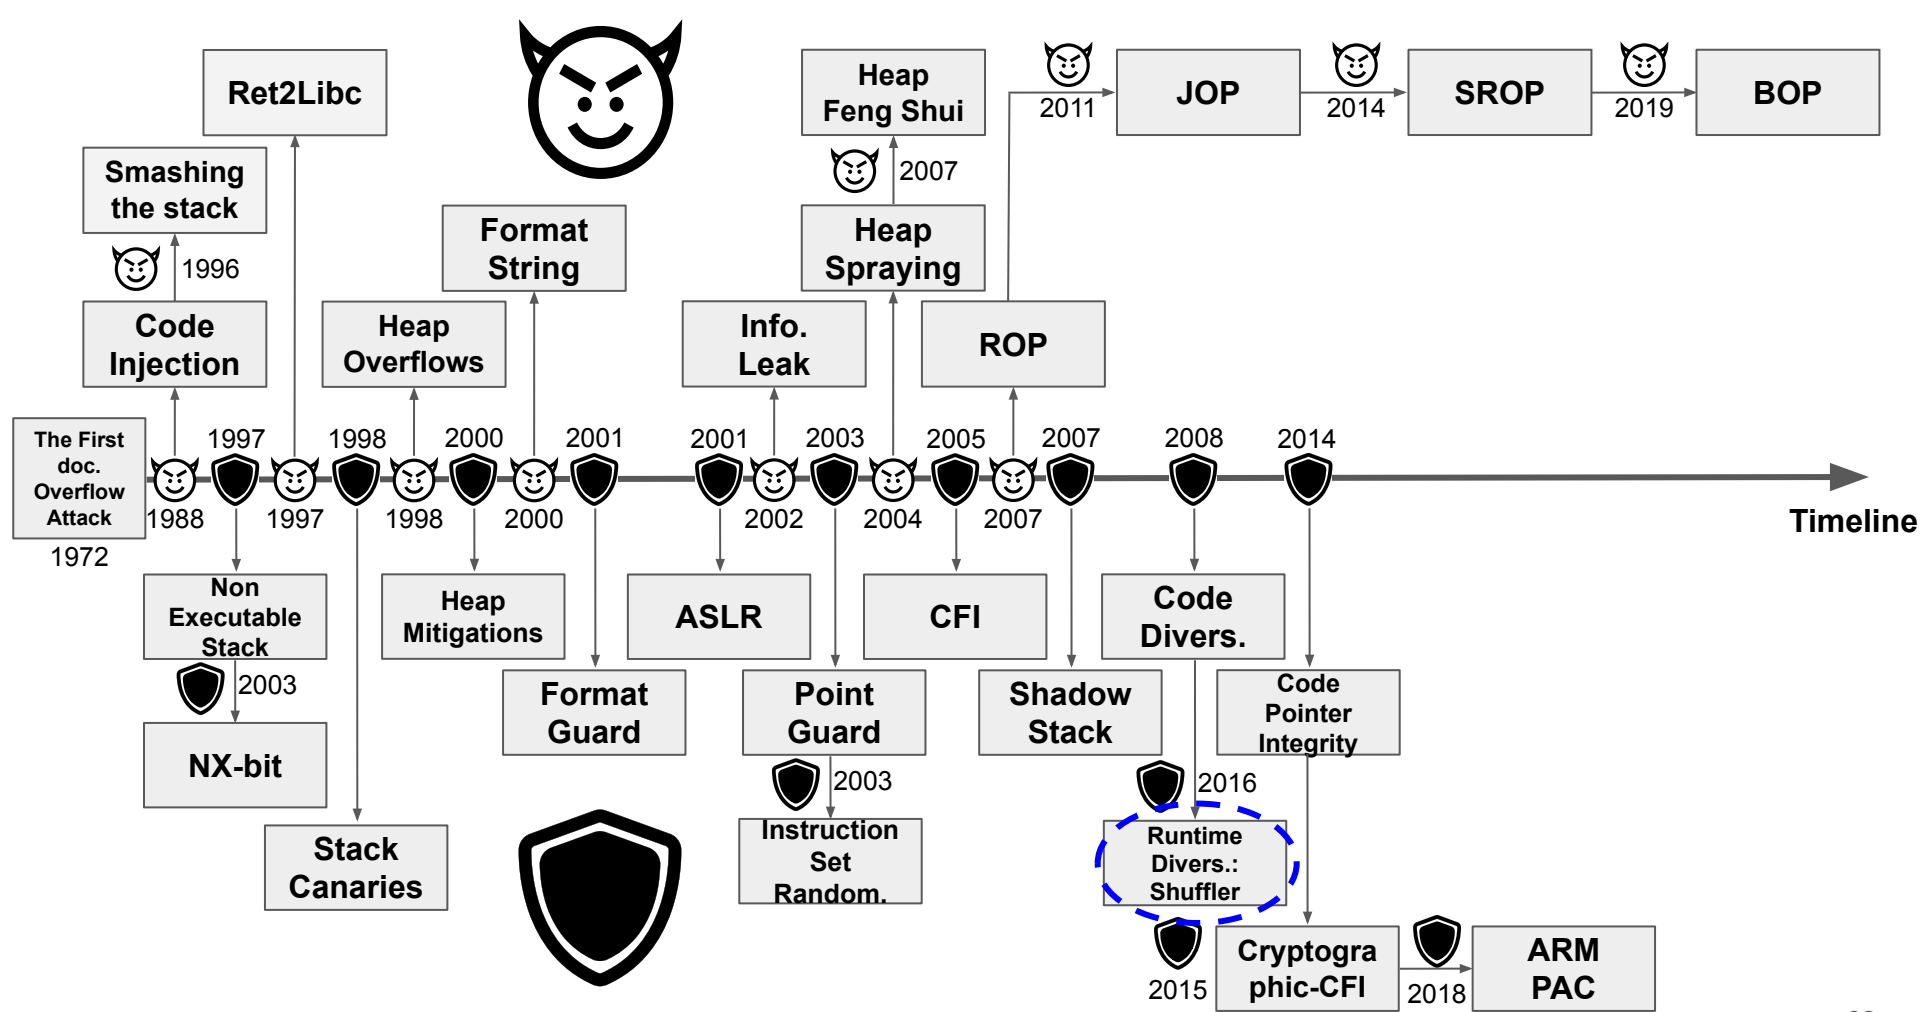 Ret2Libc
Heap
Feng Shui
2011
JOP
2014
SROP
2019
BOP
Smashing
the stack
2007
1996
Format
String
Heap
Spraying
Code
Injection
Heap
Overflows
Info.
Leak
ROP
The First
doc.
Overflow
Attack
1972
1997
1998
2000
2001
2001
2003
2005
2007
2008
2014
1988
1997
1998
2000
2002
2004
2007
Timeline
Non
Executable
Stack
Heap
Mitigations
ASLR
CFI
Code
Divers.
2003
NX-bit
Format
Guard
Point
Guard
Shadow
Stack
Code
Pointer
Integrity
2003
2016
Stack
Canaries
Instruction
Set
Random.
Runtime
Divers.:
Shuffler
2015
Cryptogra
phic-CFI
2018
ARM
PAC